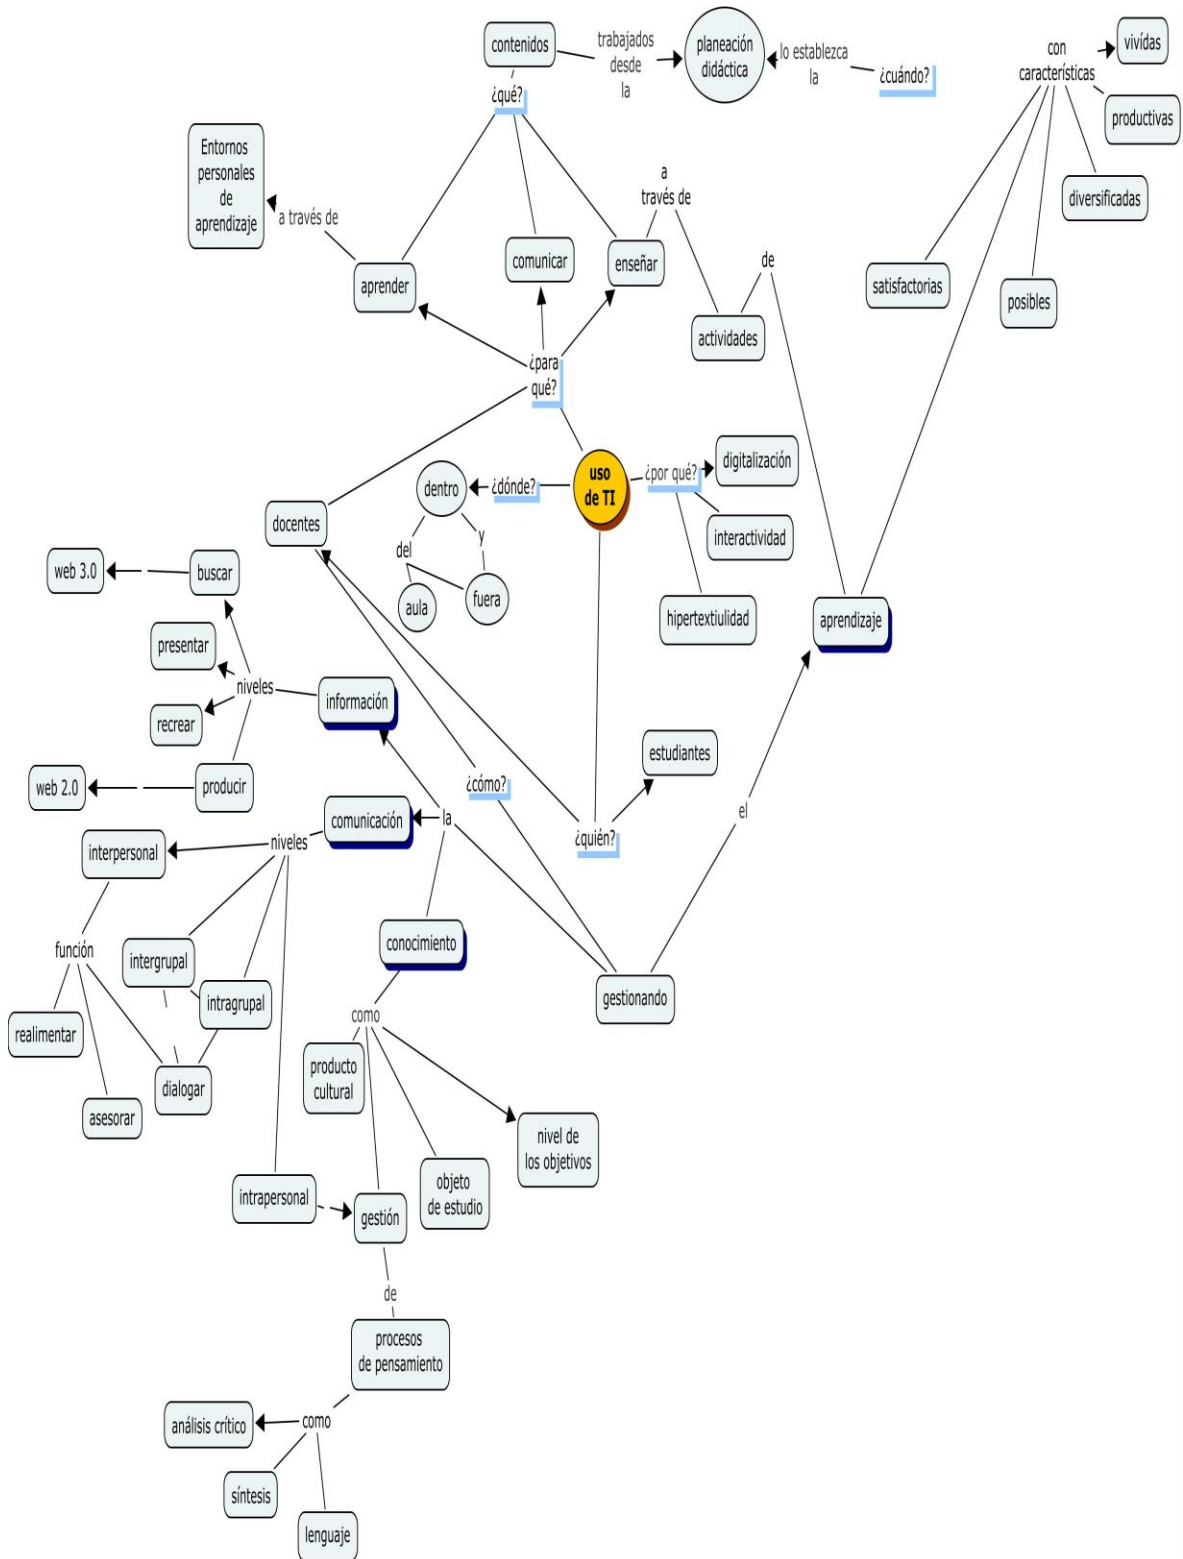 contenidos
trabajados
desde
la
planeación
didáctica
lo establezca
la
¿cuándo?
con
características
vivídas
productivas
diversificadas
posibles
satisfactorias
¿qué?
Entornos
personales
de
aprendizaje
a través de
aprender
comunicar
enseñar
a
través de
de
actividades
¿para
qué?
uso
de TI
¿por qué?
digitalización
interactividad
hipertextiulidad
¿dónde?
dentro
del
y
aula
fuera
docentes
aprendizaje
web 3.0
buscar
presentar
niveles
información
recrear
web 2.0
producir
¿cómo?
estudiantes
¿quién?
el
la
comunicación
niveles
interpersonal
conocimiento
gestionando
función
intergrupal
intragrupal
realimentar
asesorar
dialogar
como
producto
cultural
nivel de
los objetivos
objeto
de estudio
intrapersonal
gestión
de
procesos
de pensamiento
como
análisis crítico
síntesis
lenguaje